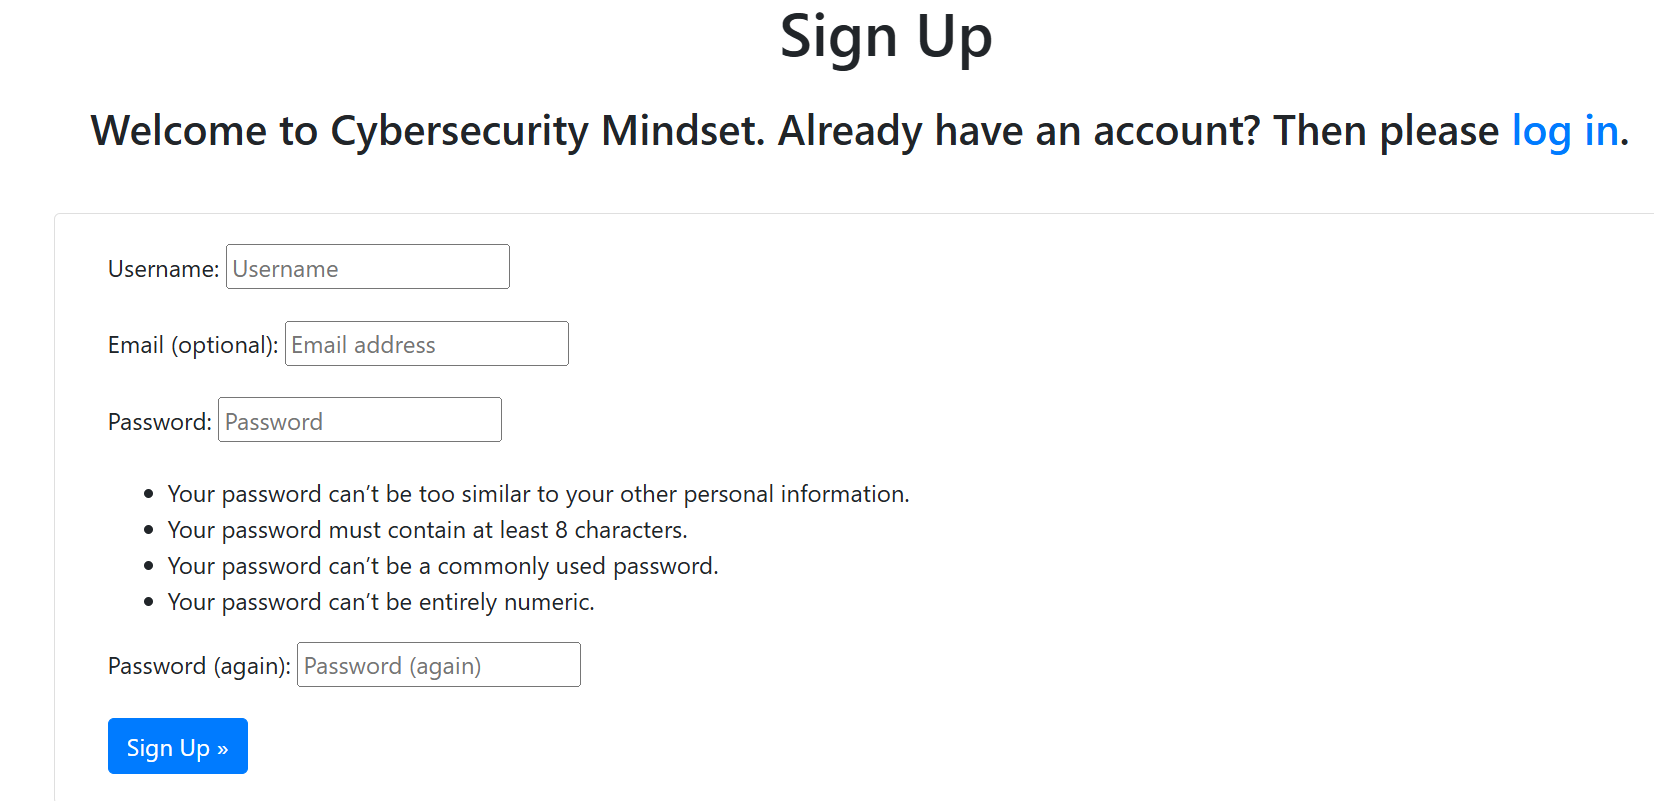 Sign Up
Welcome to Cybersecurity Mindset. Already have an account? Then please log in.
Username: Username
Email (optional): Email address
Password: Password
• Your password can’t be too similar to your other personal information.
• Your password must contain at least 8 characters.
• Your password can’t be a commonly used password.
• Your password can’t be entirely numeric.
Password (again): Password (again)
Sign Up »